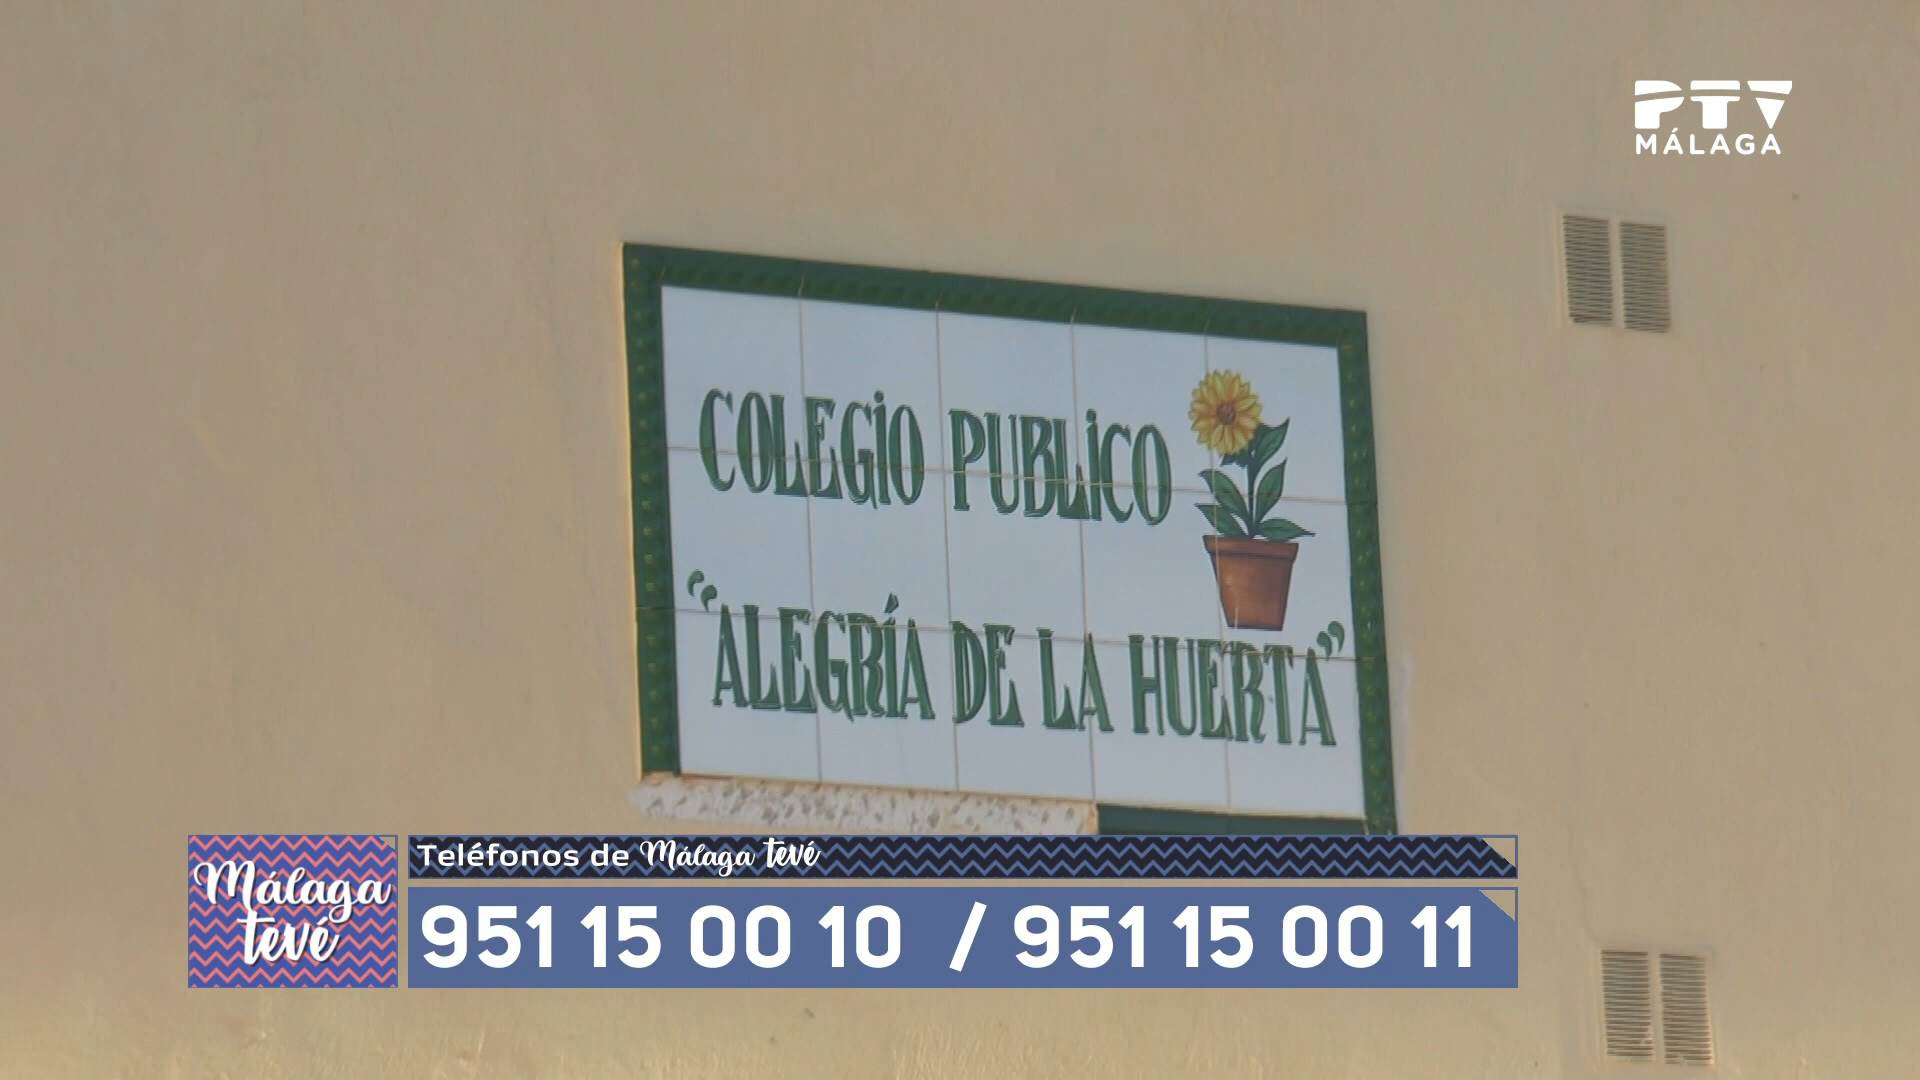 PTV
MÁLAGA
COLEGiO PUBLiCO
“ALEGRÍA DE LA HUERTA”
Teléfonos de Málaga tevé
Málaga
tevé
951 15 00 10 / 951 15 00 11